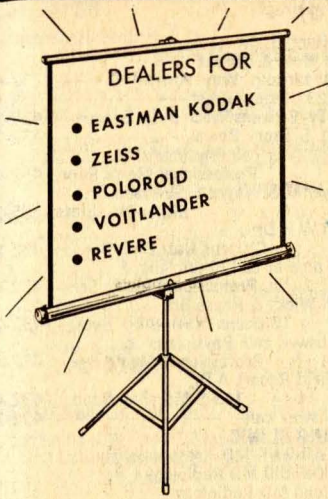 DEALERS FOR
• EASTMAN KODAK
• ZEISS
• POLOROID
• VOITLANDER
• REVERE